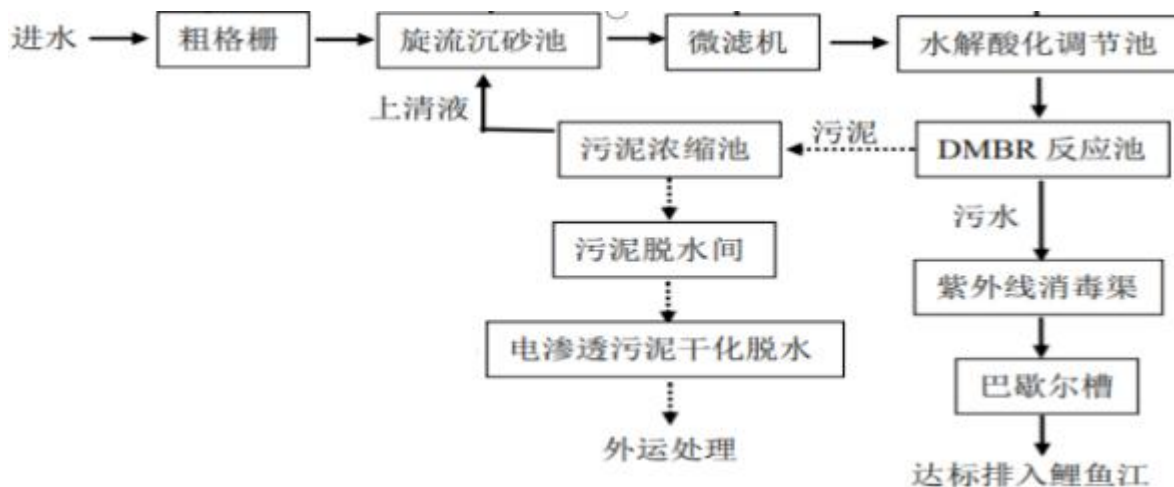 进水
粗格栅
旋流沉砂池
微滤机
水解酸化调节池
上清液
污泥浓缩池
污泥
DMBR 反应池
污水
污泥脱水间
紫外线消毒渠
电渗透污泥干化脱水
巴歇尔槽
外运处理
达标排入鲤鱼江